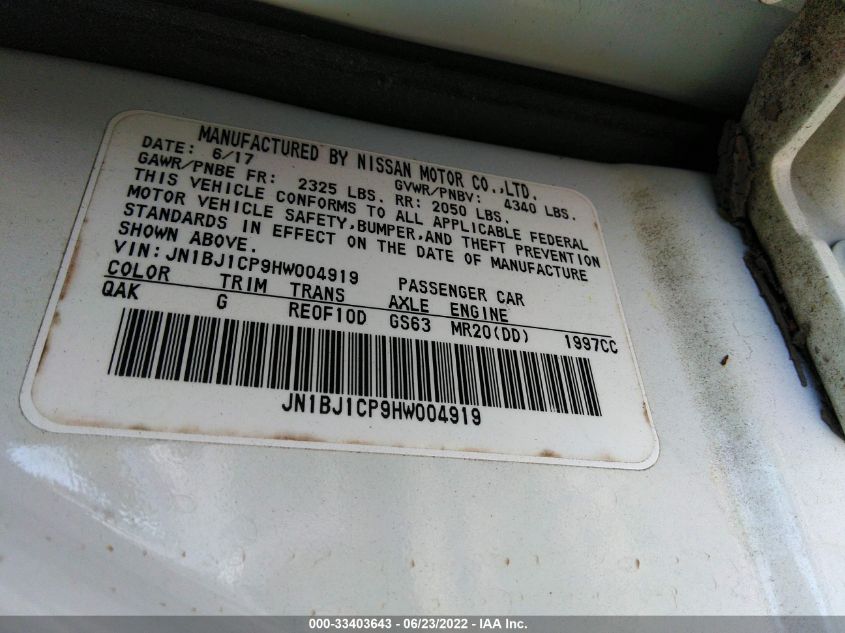 MANUFACTURED BY NISSAN MOTOR CO.,LTD.
DATE: 6/17 GVWR/PNBV: 4340 LBS.
GAWR/PNBE FR: 2325 LBS. RR: 2050 LBS.
THIS VEHICLE CONFORMS TO ALL APPLICABLE FEDERAL
MOTOR VEHICLE SAFETY,BUMPER,AND THEFT PREVENTION
STANDARDS IN EFFECT ON THE DATE OF MANUFACTURE
SHOWN ABOVE.
VIN:JN1BJ1CP9HW004919 PASSENGER CAR
COLOR TRIM TRANS AXLE ENGINE
QAK G RE0F10D GS63 MR20(DD) 1997CC
JN1BJ1CP9HW004919
000-33403643 - 06/23/2022 - IAA Inc.